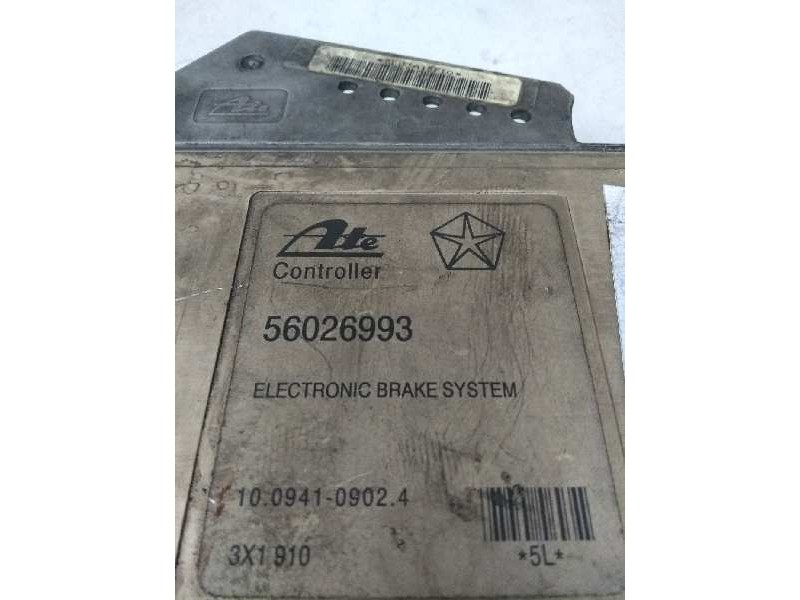 Ate
Ate
Controller
56026993
ELECTRONIC BRAKE SYSTEM
10.0941-0902.4
3X1 910
*5L*